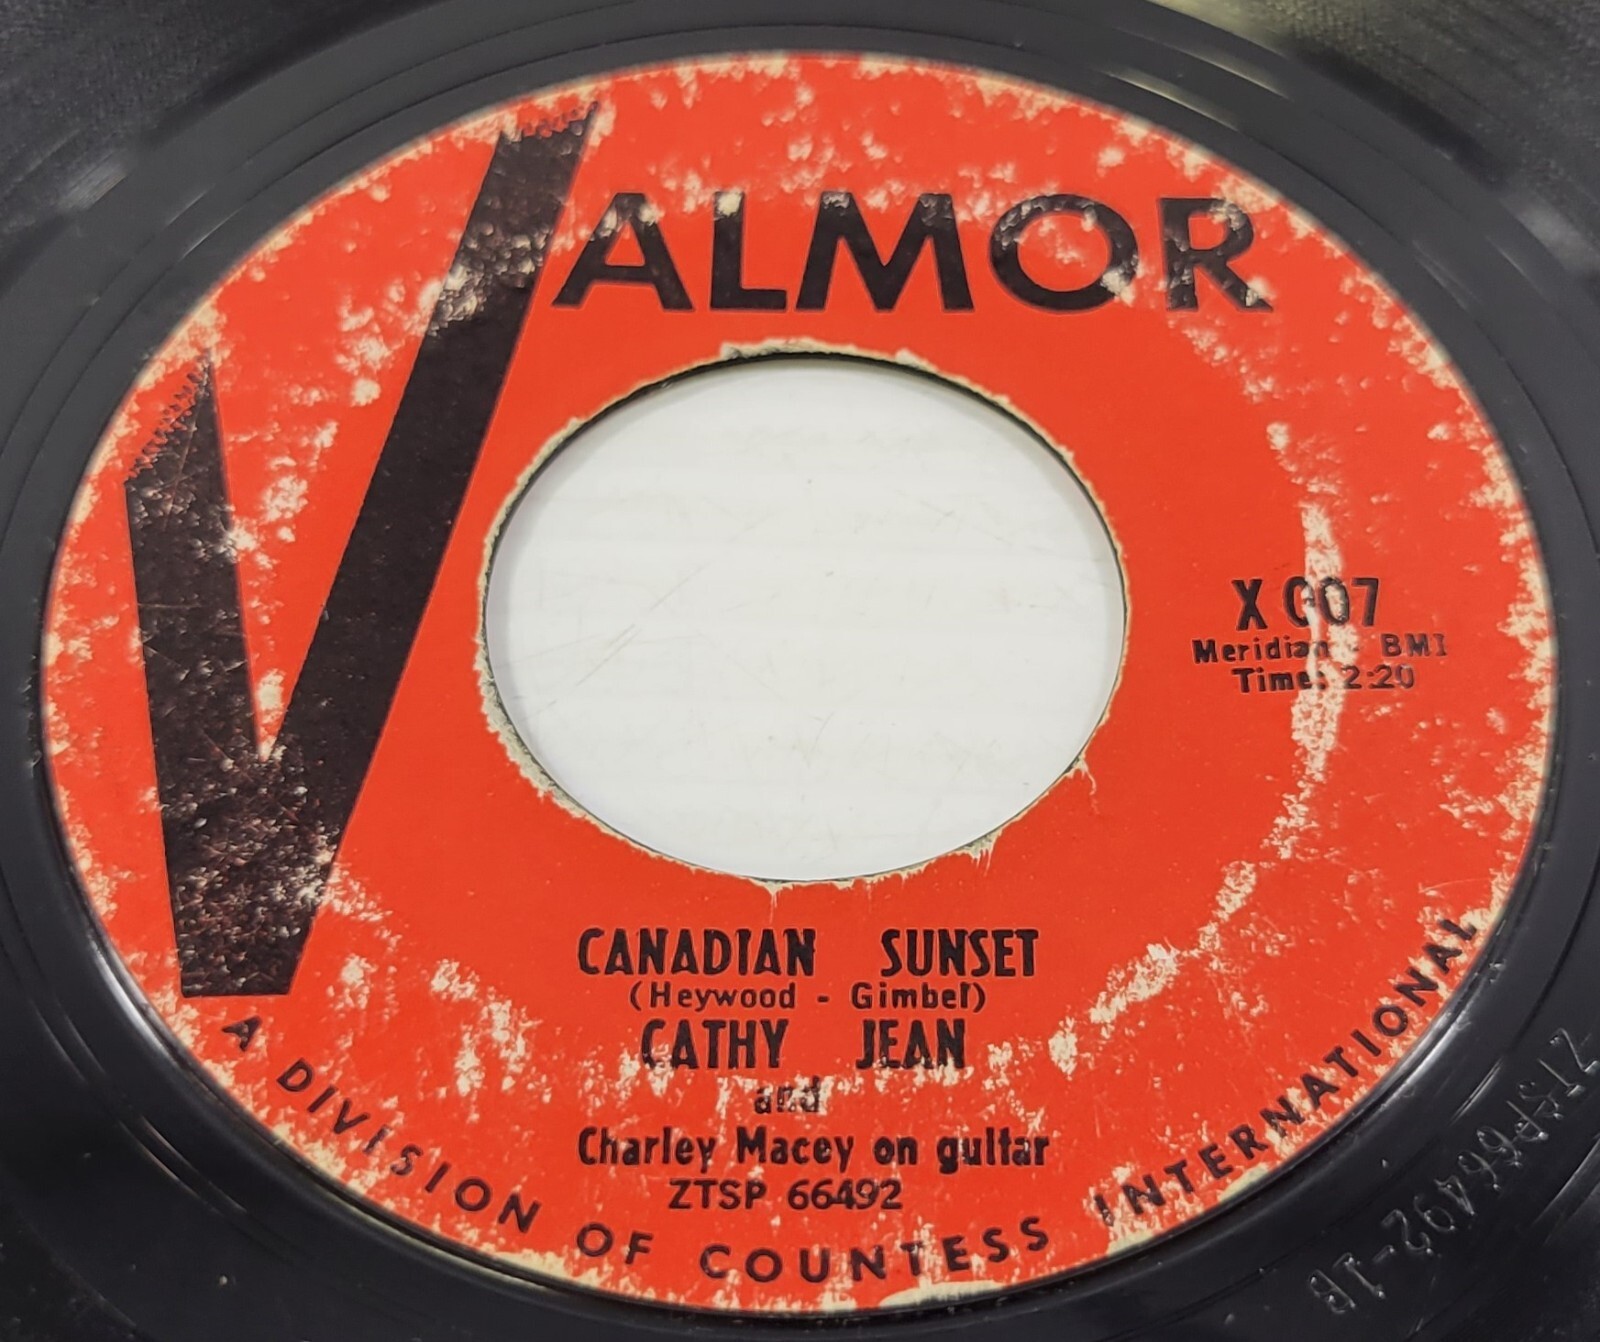 VALMOR
X 007
Meridian - BMI
Time: 2:20
CANADIAN SUNSET
(Heywood - Gimbel)
CATHY JEAN
and
Charley Macey on guitar
ZTSP 66492
A DIVISION OF COUNTESS INTERNATIONAL
ZTSP66492-1B